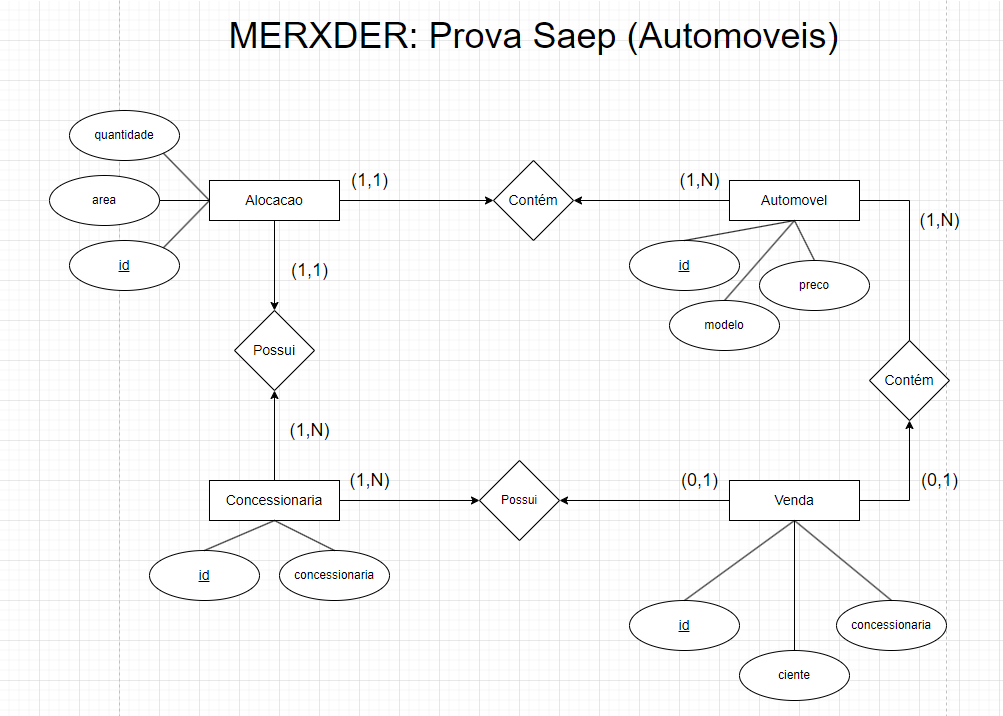 MERXDER: Prova Saep (Automoveis)
quantidade
area
id
Alocacao
(1,1)
Contém
(1,N)
Automovel
(1,N)
id
preco
modelo
(1,1)
Possui
(1,N)
Contém
Concessionaria
(1,N)
Possui
(0,1)
Venda
(0,1)
id
concessionaria
id
ciente
concessionaria